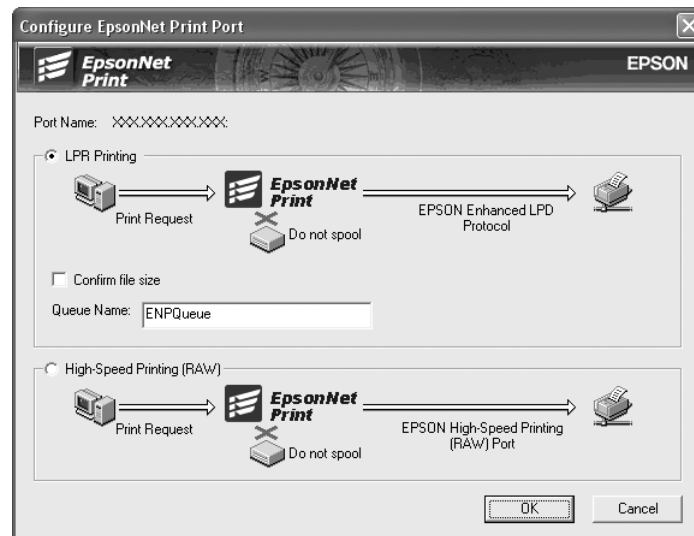 Configure EpsonNet Print Port
EpsonNet
Print
EPSON
Port Name: XXX.XXX.XXX.XXX:
LPR Printing
Print Request
EpsonNet
Print
Do not spool
EPSON Enhanced LPD
Protocol
Confirm file size
Queue Name: ENPQueue
High-Speed Printing (RAW)
Print Request
EpsonNet
Print
Do not spool
EPSON High-Speed Printing
(RAW) Port
OK
Cancel